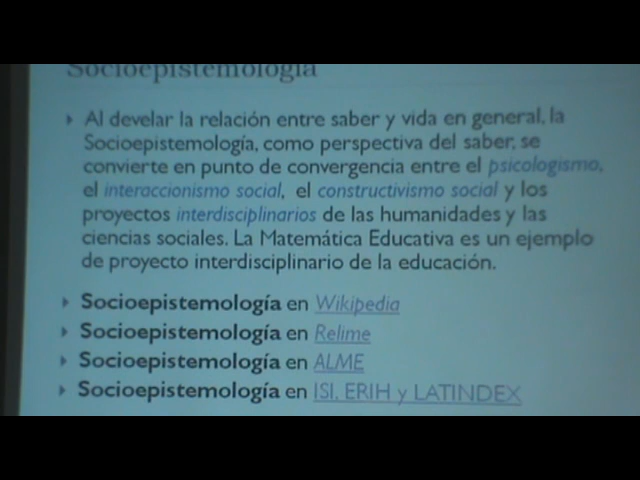 Socioepistemología
Al develar la relación entre saber y vida en general, la
Socioepistemología, como perspectiva del saber, se
convierte en punto de convergencia entre el psicologismo,
el interaccionismo social, el constructivismo social y los
proyectos interdisciplinarios de las humanidades y las
ciencias sociales. La Matemática Educativa es un ejemplo
de proyecto interdisciplinario de la educación.
Socioepistemología en Wikipedia
Socioepistemología en Relime
Socioepistemología en ALME
Socioepistemología en ISI, ERIH y LATINDEX